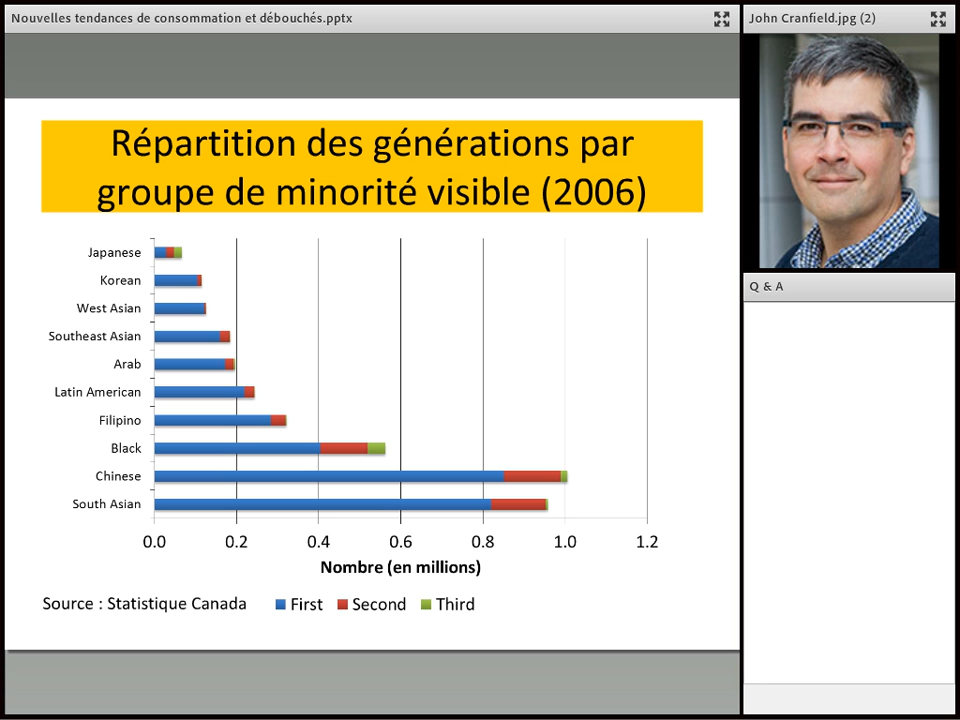 Nouvelles tendances de consommation et débouchés.pptx
John Cranfield.jpg (2)
Répartition des générations par
groupe de minorité visible (2006)
Japanese
Korean
West Asian
Southeast Asian
Arab
Latin American
Filipino
Black
Chinese
South Asian
0.0 0.2 0.4 0.6 0.8 1.0 1.2
Nombre (en millions)
Source : Statistique Canada
First Second Third
Q & A